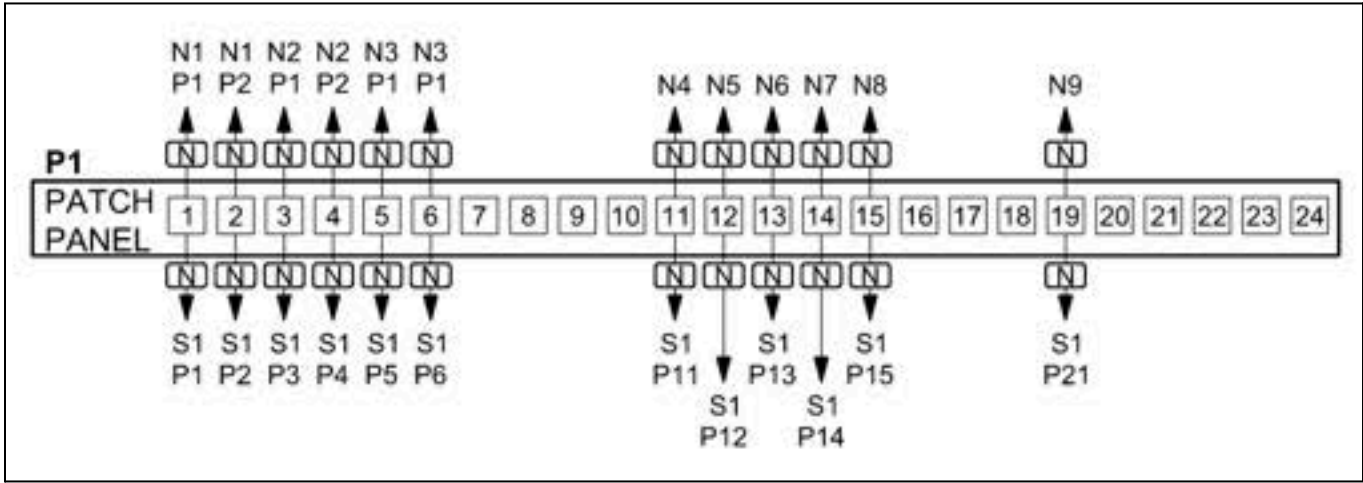 N1 N1 N2 N2 N3 N3 N4 N5 N6 N7 N8 N9
P1 P2 P1 P2 P1 P1
N N N N N N N N N N N N
P1
PATCH
PANEL
1 2 3 4 5 6 7 8 9 10 11 12 13 14 15 16 17 18 19 20 21 22 23 24
N N N N N N N N N N N N
S1 S1 S1 S1 S1 S1 S1 S1 S1 S1
P1 P2 P3 P4 P5 P6 P11 P13 P15 P21
S1 S1
P12 P14